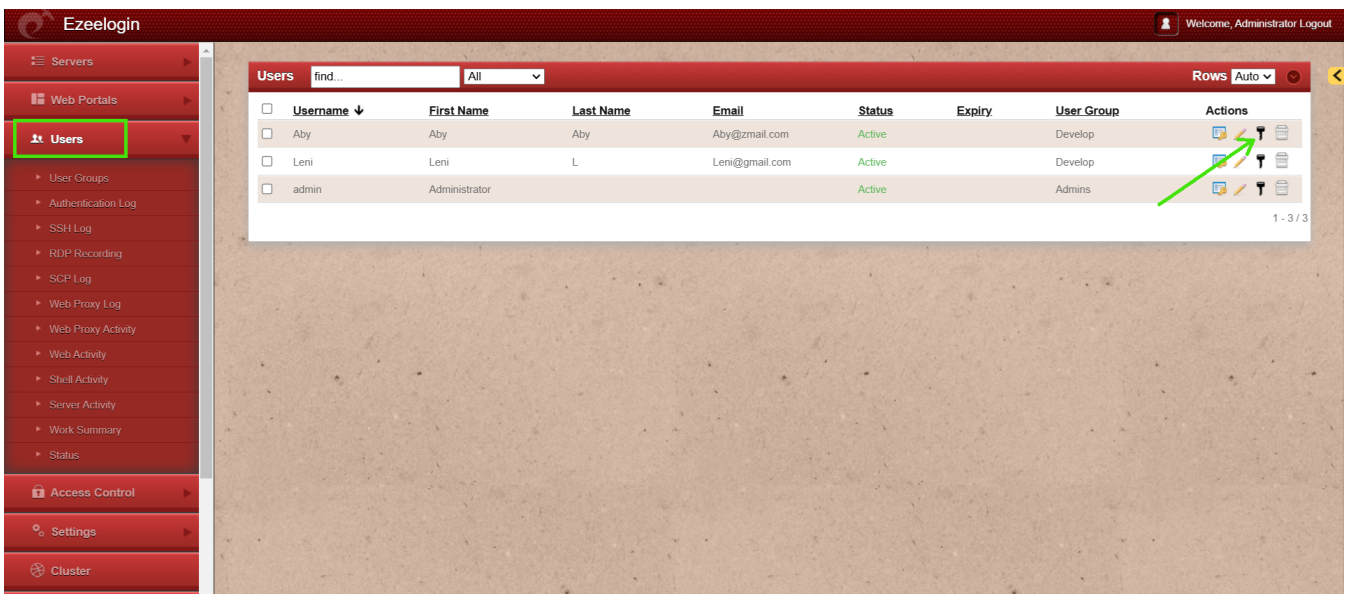 Ezeelogin
Welcome, Administrator Logout
Servers
Web Portals
Users
User Groups
Authentication Log
SSH Log
RDP Recording
SCP Log
Web Proxy Log
Web Proxy Activity
Web Activity
Shell Activity
Server Activity
Work Summary
Status
Access Control
Settings
Cluster
Users find... All Rows Auto
Username First Name Last Name Email Status Expiry User Group Actions
Aby Aby Aby Aby@zmail.com Active Develop
Leni Leni L Leni@gmail.com Active Develop
admin Administrator Active Admins
1 - 3 / 3